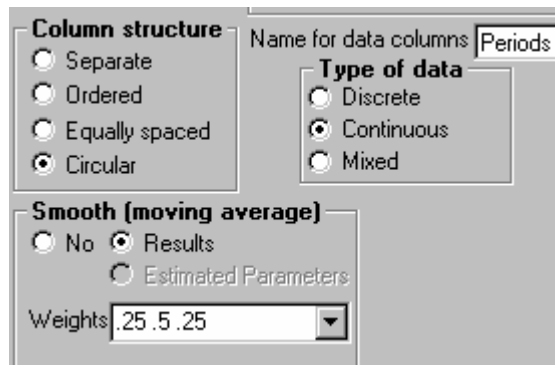 Column structure
Separate
Ordered
Equally spaced
Circular
Name for data columns Periods
Type of data
Discrete
Continuous
Mixed
Smooth (moving average)
No Results
Estimated Parameters
Weights .25 .5 .25